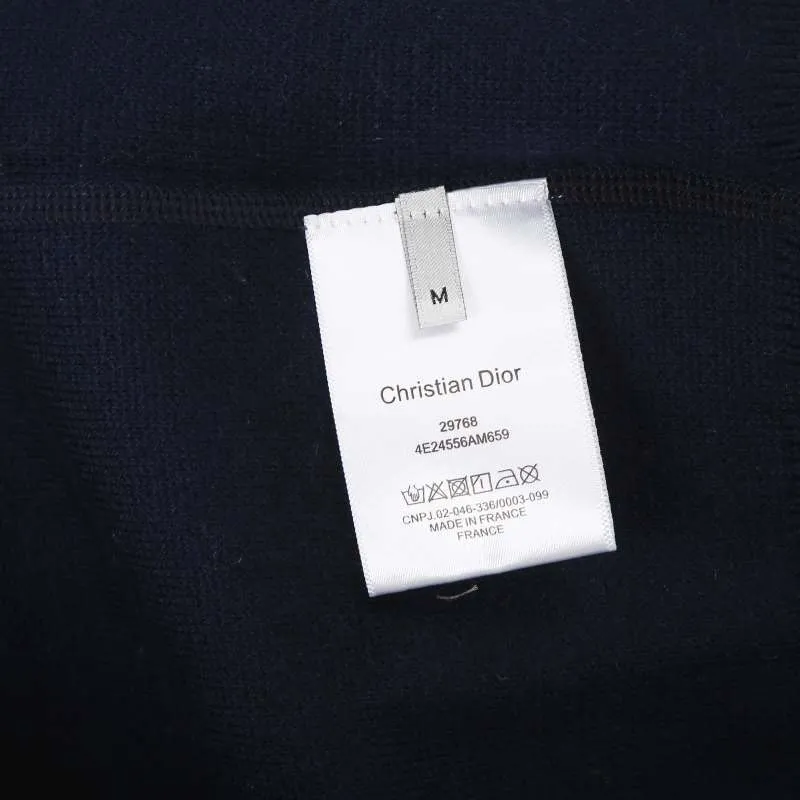 M
Christian Dior
29768
4E24556AM659
CNPJ.02-046-336/0003-099
MADE IN FRANCE
FRANCE